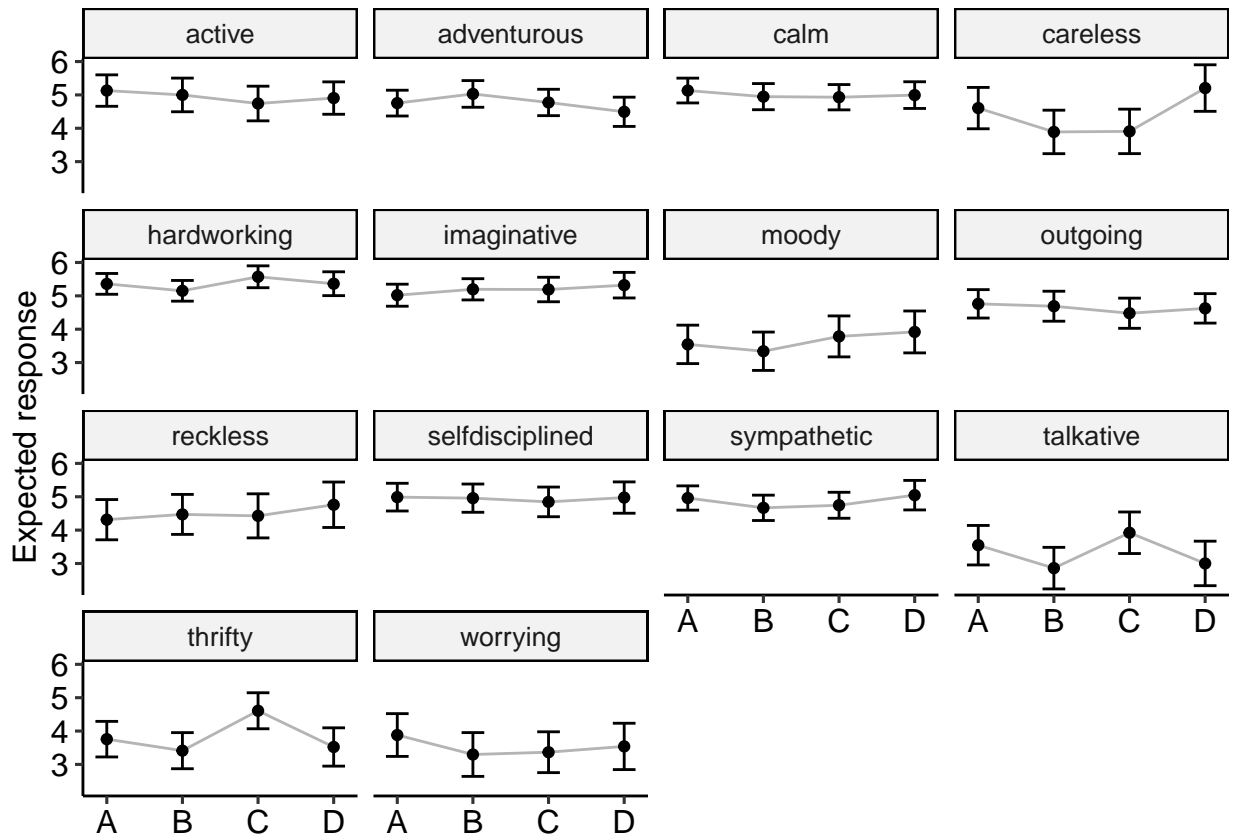 active adventurous calm careless
6
5
4
3
hardworking imaginative moody outgoing
6
5
4
3
Expected response
reckless selfdisciplined sympathetic talkative
6
5
4
3
A B C D A B C D
thrifty worrying
6
5
4
3
A B C D A B C D